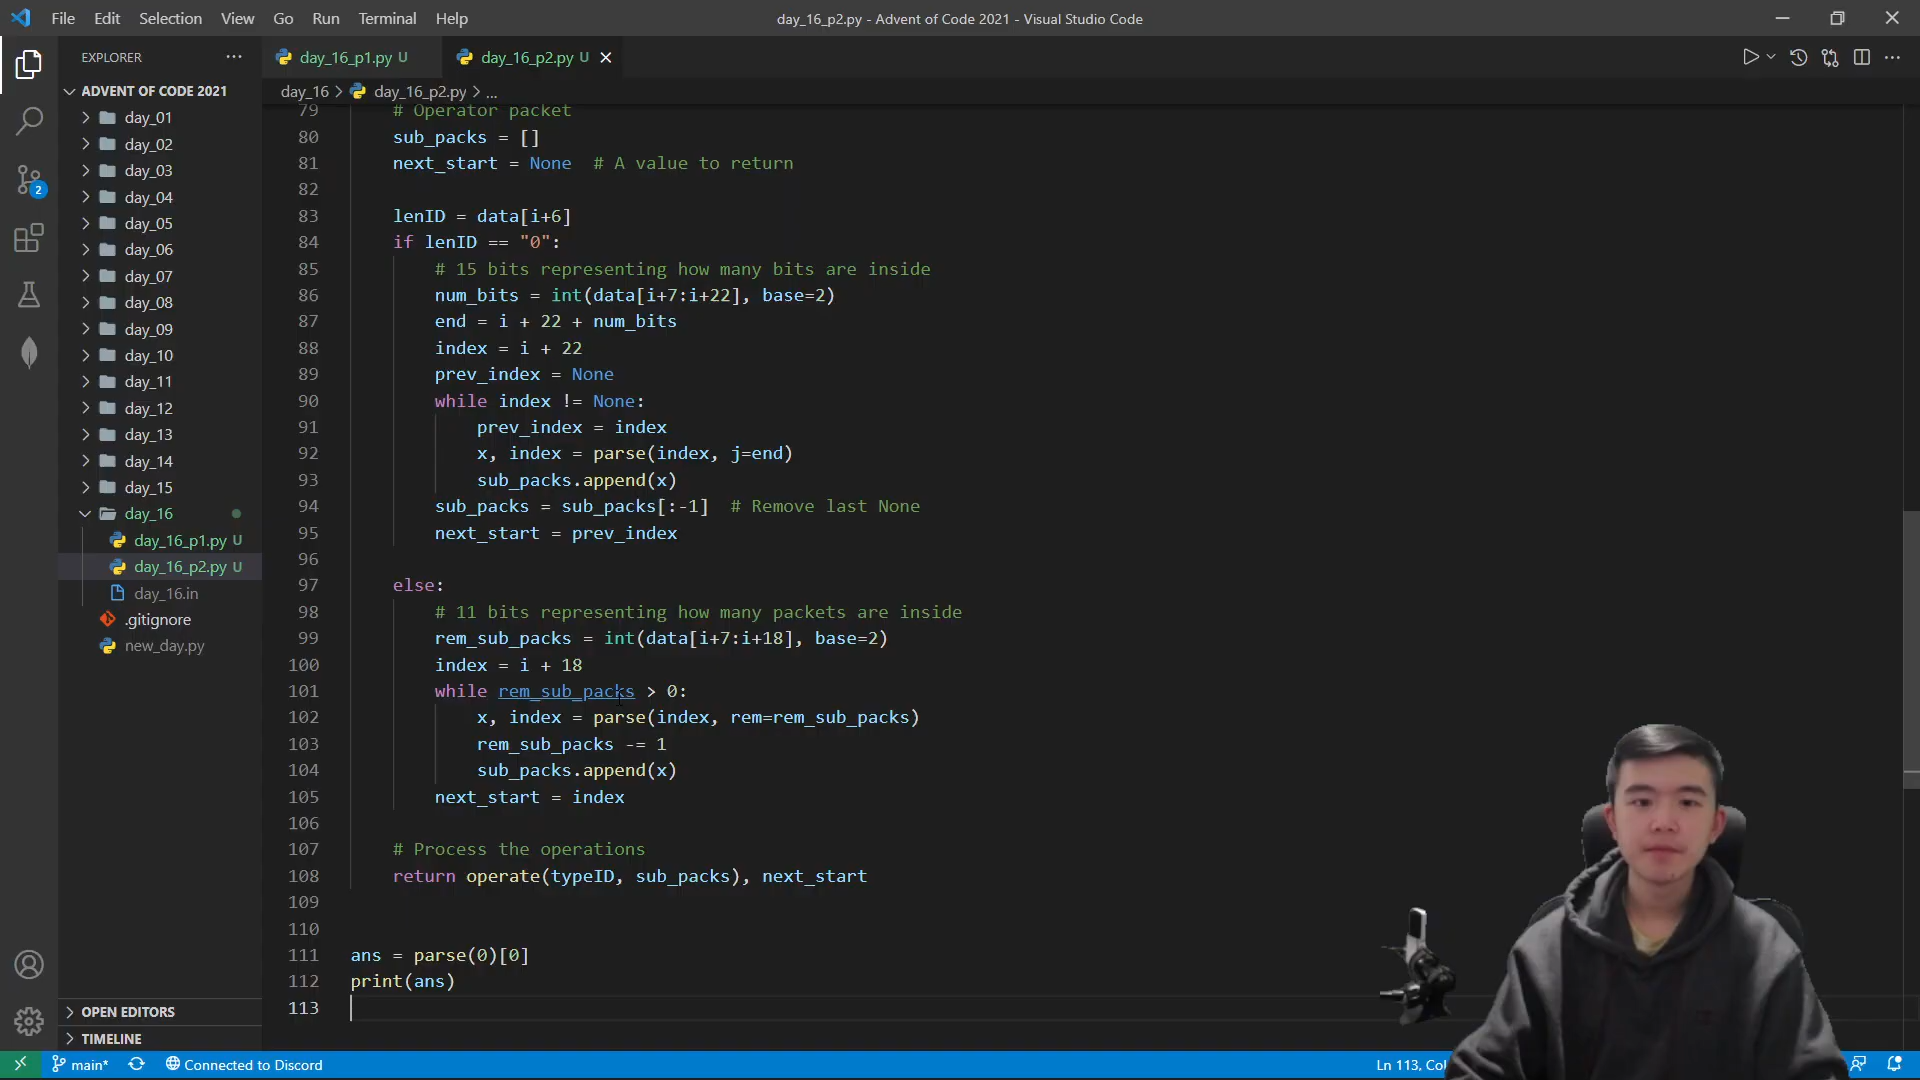 File Edit Selection View Go Run Terminal Help
day_16_p2.py - Advent of Code 2021 - Visual Studio Code
EXPLORER
day_16_p1.py U
day_16_p2.py U
ADVENT OF CODE 2021
day_16 > day_16_p2.py > ...
day_01
day_02
day_03
day_04
day_05
day_06
day_07
day_08
day_09
day_10
day_11
day_12
day_13
day_14
day_15
day_16
day_16_p1.py U
day_16_p2.py U
day_16.in
.gitignore
new_day.py
OPEN EDITORS
TIMELINE
2
79 # Operator packet
80 sub_packs = []
81 next_start = None  # A value to return
82
83 lenID = data[i+6]
84 if lenID == "0":
85 # 15 bits representing how many bits are inside
86 num_bits = int(data[i+7:i+22], base=2)
87 end = i + 22 + num_bits
88 index = i + 22
89 prev_index = None
90 while index != None:
91 prev_index = index
92 x, index = parse(index, j=end)
93 sub_packs.append(x)
94 sub_packs = sub_packs[:-1]  # Remove last None
95 next_start = prev_index
96
97 else:
98 # 11 bits representing how many packets are inside
99 rem_sub_packs = int(data[i+7:i+18], base=2)
100 index = i + 18
101 while rem_sub_packs > 0:
102 x, index = parse(index, rem=rem_sub_packs)
103 rem_sub_packs -= 1
104 sub_packs.append(x)
105 next_start = index
106
107 # Process the operations
108 return operate(typeID, sub_packs), next_start
109
110
111 ans = parse(0)[0]
112 print(ans)
113
main* Connected to Discord
Ln 113,